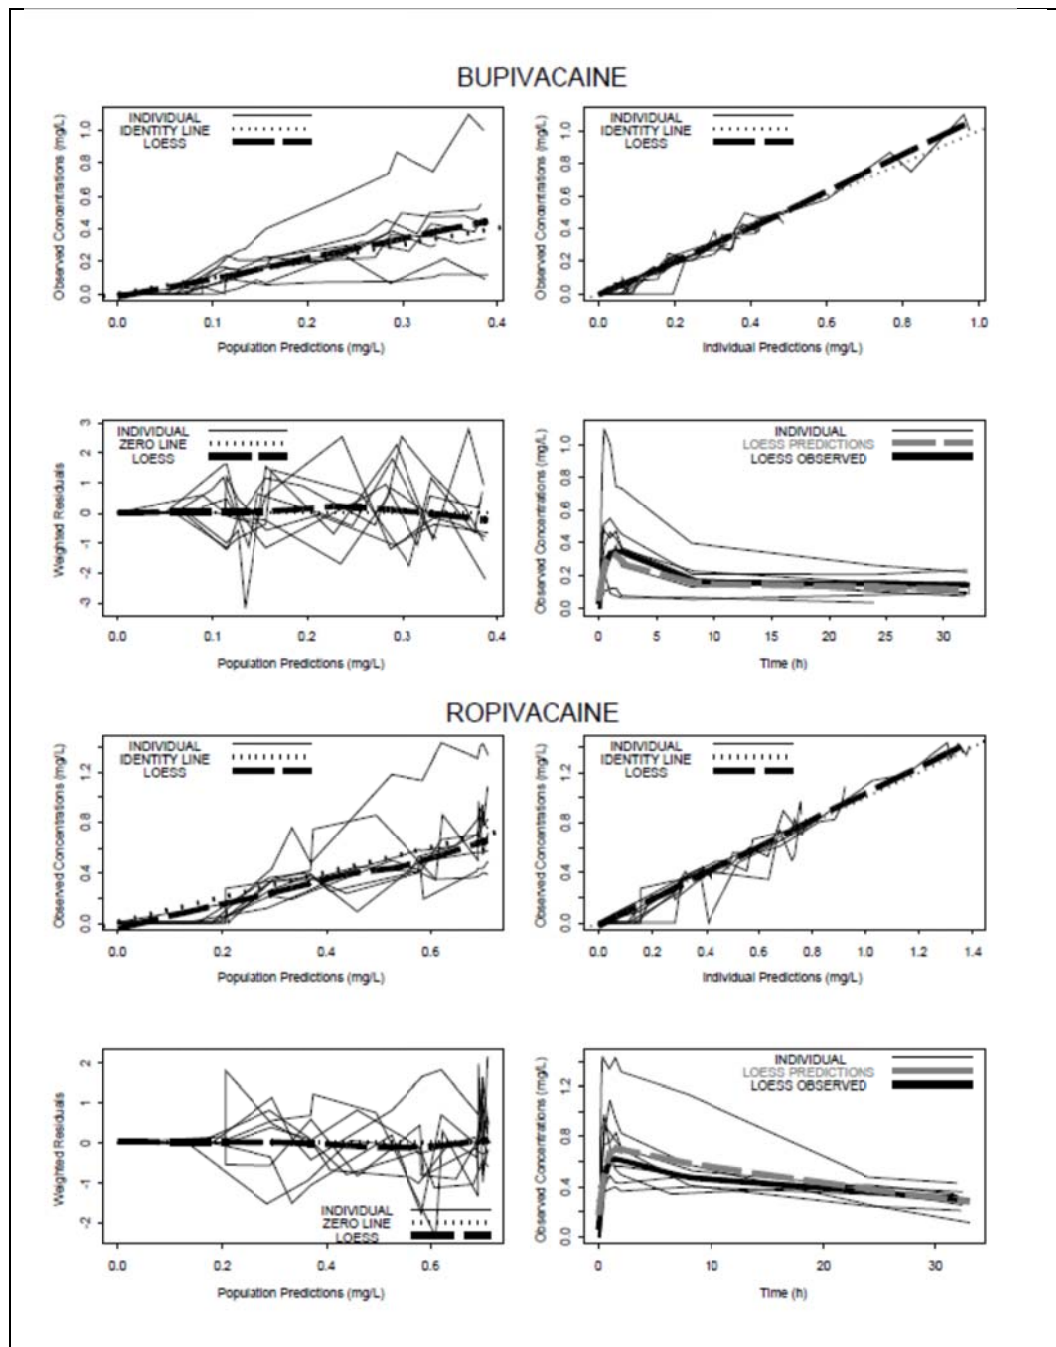 BUPIVACAINE
INDIVIDUAL
IDENTITY LINE
LOESS
Observed Concentrations (mg/L)
0.0 0.2 0.4 0.6 0.8 1.0
0.0 0.1 0.2 0.3 0.4
Population Predictions (mg/L)
INDIVIDUAL
IDENTITY LINE
LOESS
Observed Concentrations (mg/L)
0.0 0.2 0.4 0.6 0.8 1.0
0.0 0.2 0.4 0.6 0.8 1.0
Individual Predictions (mg/L)
INDIVIDUAL
ZERO LINE
LOESS
Weighted Residuals
-3 -2 -1 0 1 2 3
0.0 0.1 0.2 0.3 0.4
Population Predictions (mg/L)
INDIVIDUAL
LOESS PREDICTIONS
LOESS OBSERVED
Observed Concentrations (mg/L)
0.0 0.2 0.4 0.6 0.8 1.0
0 5 10 15 20 25 30
Time (h)
ROPIVACAINE
INDIVIDUAL
IDENTITY LINE
LOESS
Observed Concentrations (mg/L)
0.0 0.4 0.8 1.2
0.0 0.2 0.4 0.6
Population Predictions (mg/L)
INDIVIDUAL
IDENTITY LINE
LOESS
Observed Concentrations (mg/L)
0.0 0.4 0.8 1.2
0.0 0.2 0.4 0.6 0.8 1.0 1.2 1.4
Individual Predictions (mg/L)
Weighted Residuals
-2 -1 0 1 2
INDIVIDUAL
ZERO LINE
LOESS
0.0 0.2 0.4 0.6
Population Predictions (mg/L)
INDIVIDUAL
LOESS PREDICTIONS
LOESS OBSERVED
Observed Concentrations (mg/L)
0.0 0.4 0.8 1.2
0 10 20 30
Time (h)